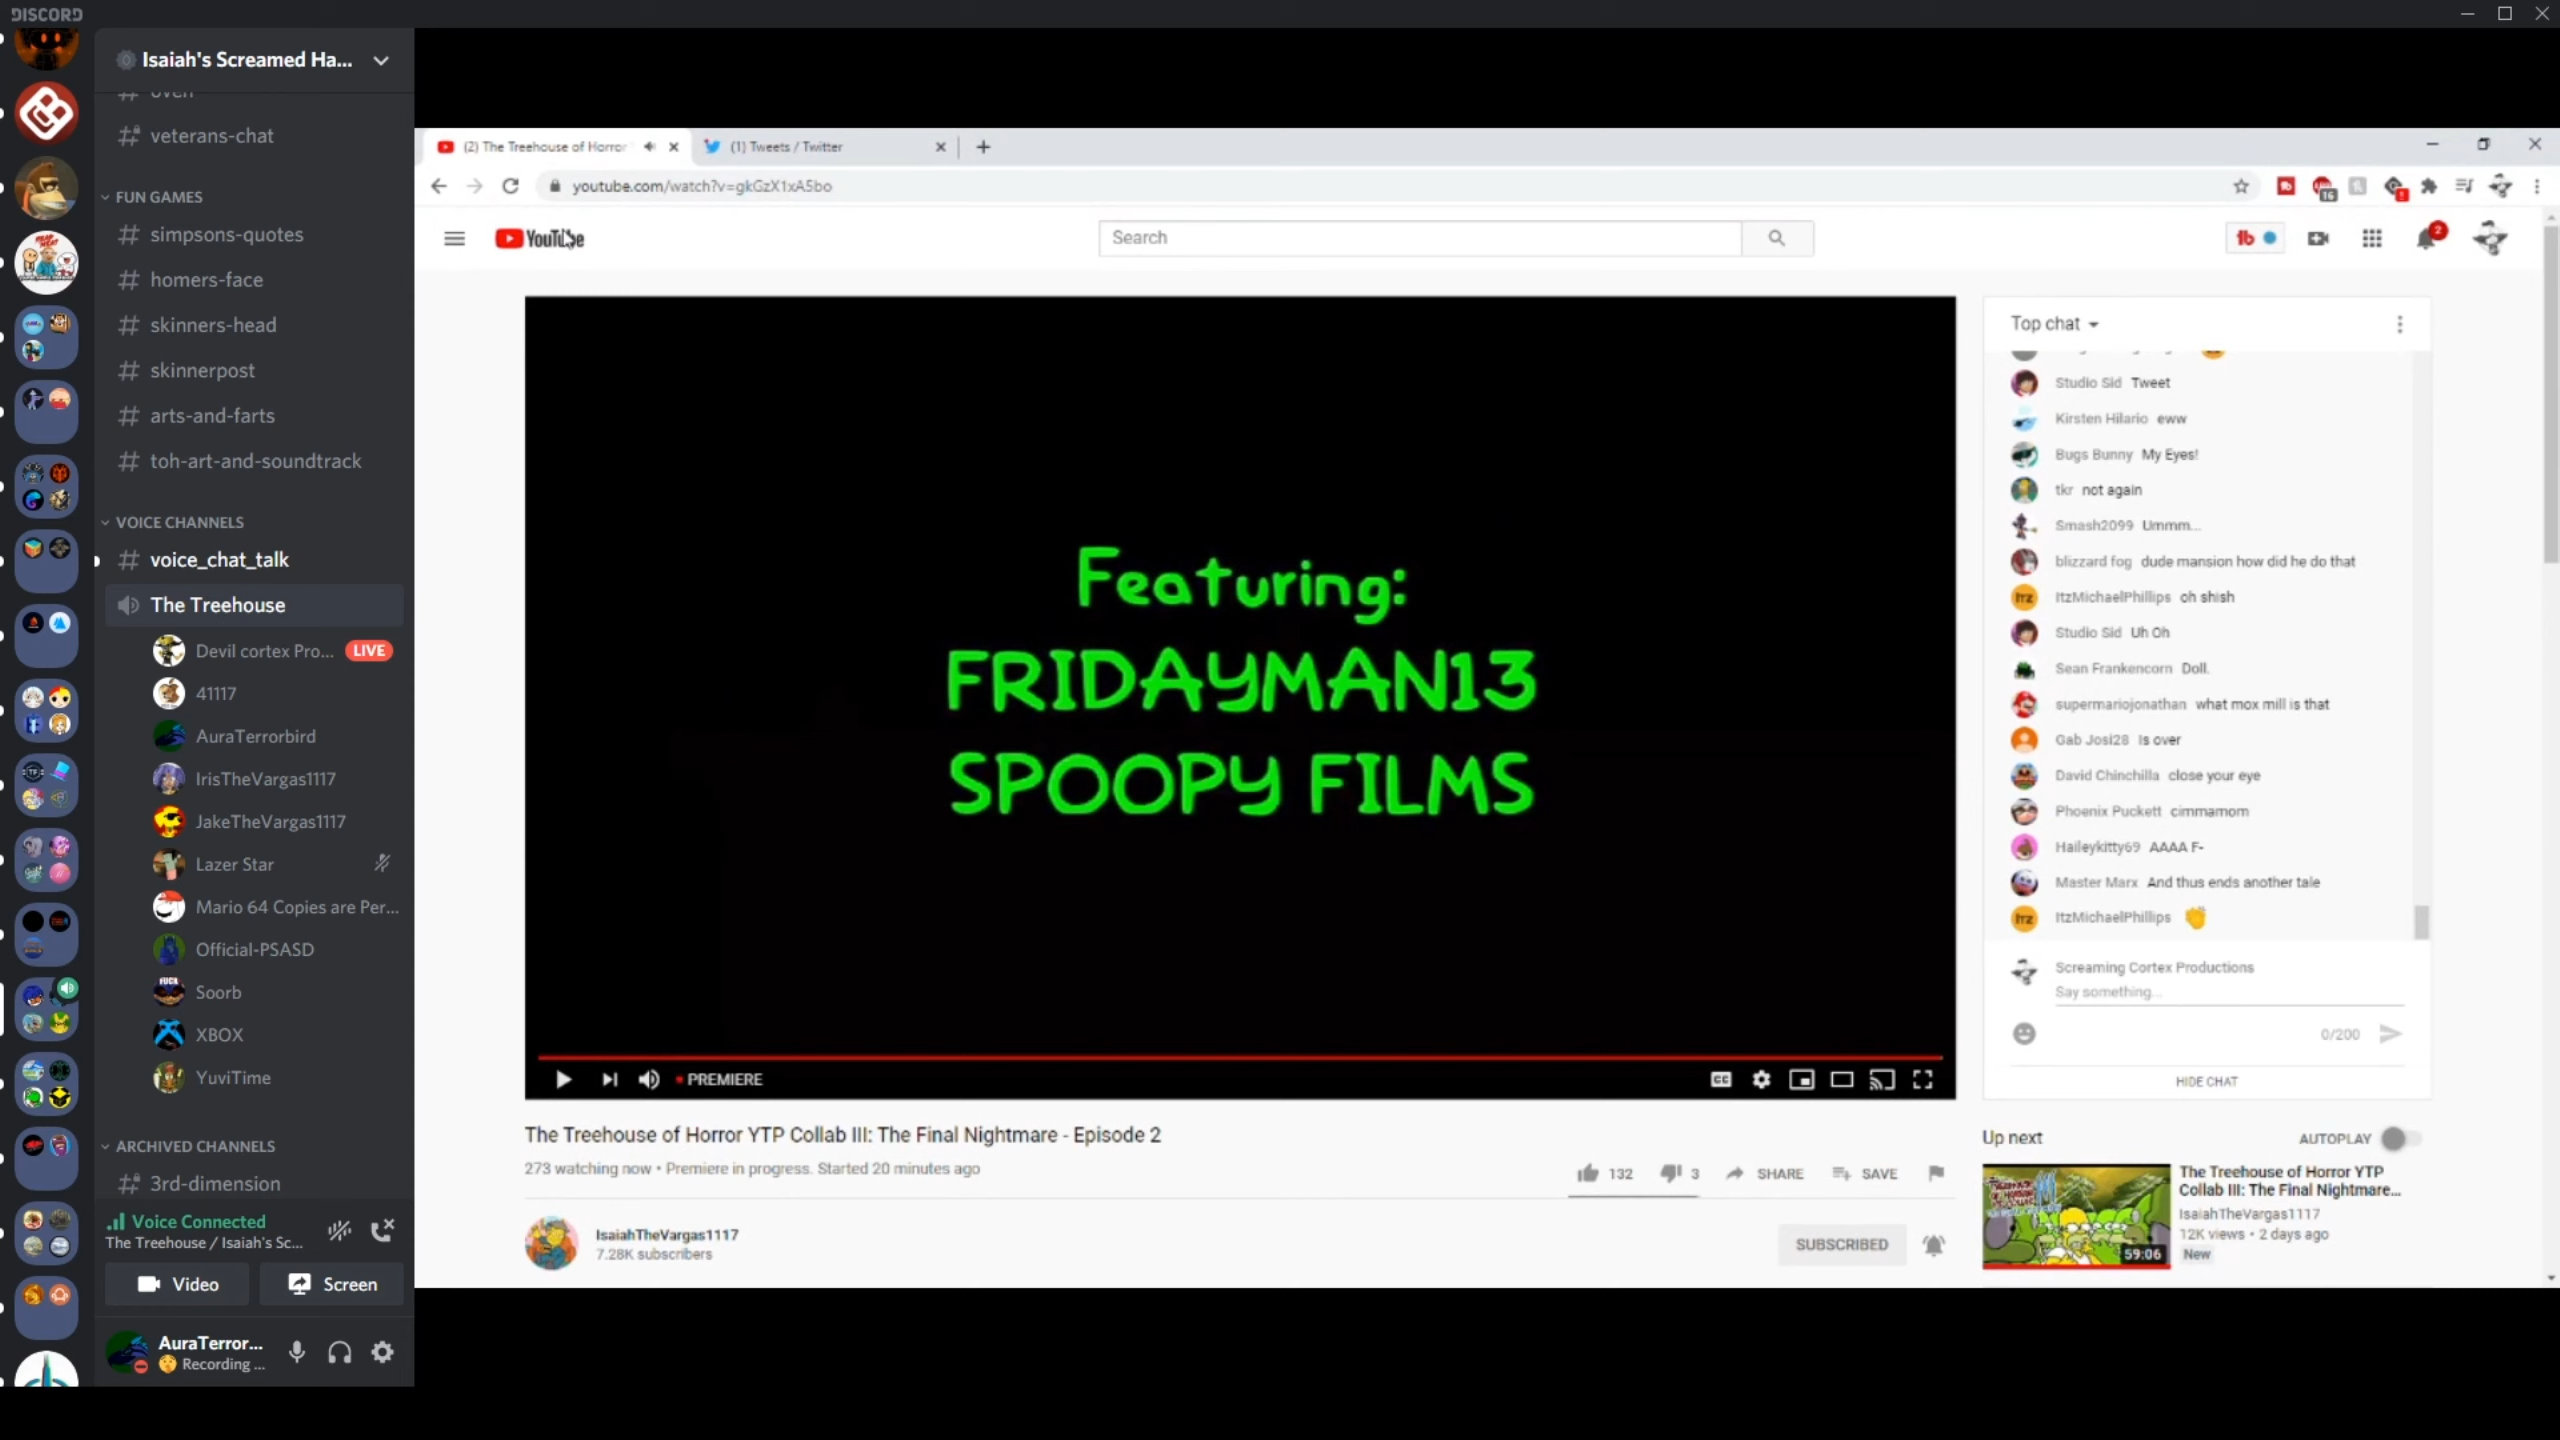 DISCORD
Isaiah's Screamed Ha...
oven
veterans-chat
FUN GAMES
simpsons-quotes
homers-face
skinners-head
skinnerpost
arts-and-farts
toh-art-and-soundtrack
VOICE CHANNELS
voice_chat_talk
The Treehouse
Devil cortex Pro... LIVE
41117
AuraTerrorbird
IrisTheVargas1117
JakeTheVargas1117
Lazer Star
Mario 64 Copies are Per...
Official-PSASD
Soorb
XBOX
YuviTime
ARCHIVED CHANNELS
3rd-dimension
Voice Connected
The Treehouse / Isaiah's Sc...
Video Screen
AuraTerror...
Recording ...
(2) The Treehouse of Horror
(1) Tweets / Twitter
youtube.com/watch?v=gkGzX1xA5bo
16
YouTube
Search
2
Featuring:
FRIDAYMAN13
SPOOPY FILMS
PREMIERE
The Treehouse of Horror YTP Collab III: The Final Nightmare - Episode 2
273 watching now • Premiere in progress. Started 20 minutes ago
132 3 SHARE SAVE
IsaiahTheVargas1117
7.28K subscribers
SUBSCRIBED
Top chat
Studio Sid Tweet
Kirsten Hilario eww
Bugs Bunny My Eyes!
tkr not again
Smash2099 Ummm...
blizzard fog dude mansion how did he do that
ItzMichaelPhillips oh shish
Studio Sid Uh Oh
Sean Frankencorn Doll.
supermariojonathan what mox mill is that
Gab Josi28 Is over
David Chinchilla close your eye
Phoenix Puckett cimmamom
Haileykitty69 AAAA F-
Master Marx And thus ends another tale
ItzMichaelPhillips
Screaming Cortex Productions
Say something...
0/200
HIDE CHAT
Up next
AUTOPLAY
The Treehouse of Horror YTP
Collab III: The Final Nightmare...
IsaiahTheVargas1117
12K views • 2 days ago
New
59:06